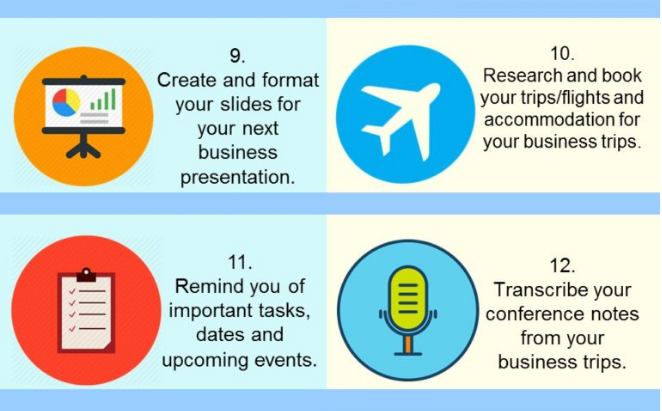 9.
Create and format
your slides for
your next
business
presentation.
10.
Research and book
your trips/flights and
accommodation for
your business trips.
11.
Remind you of
important tasks,
dates and
upcoming events.
12.
Transcribe your
conference notes
from your
business trips.